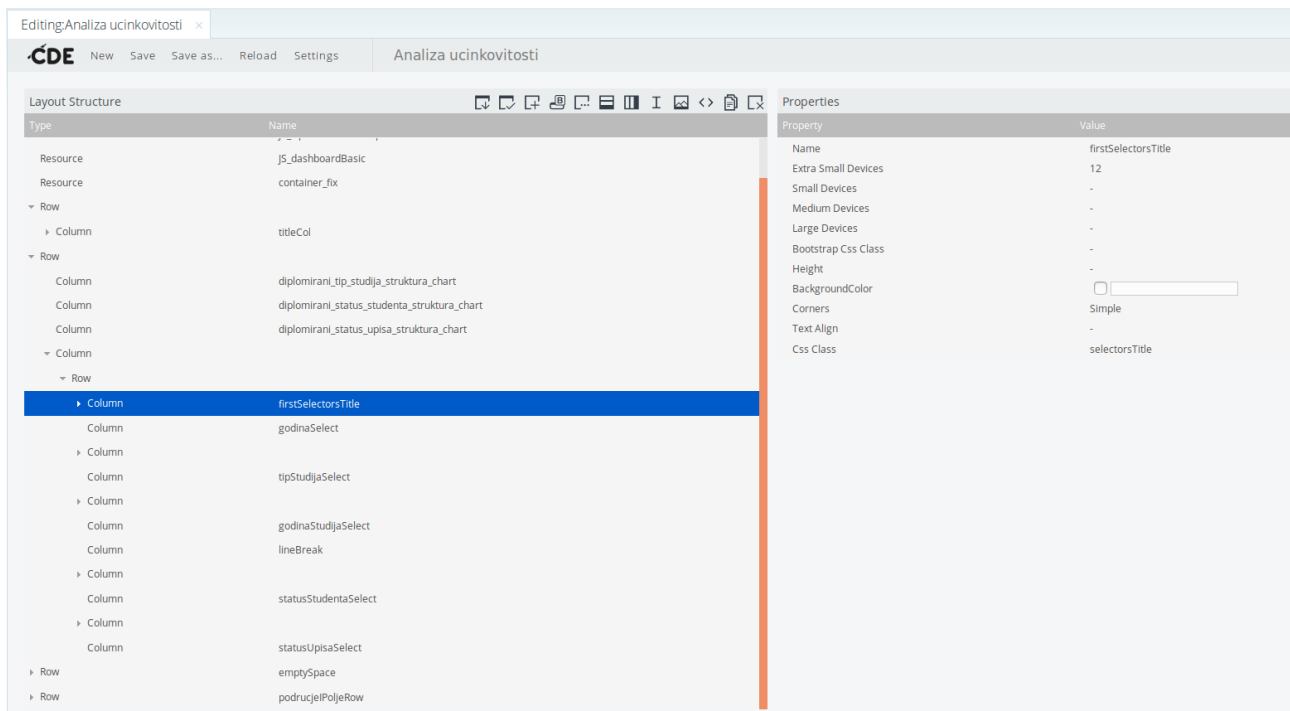 Editing:Analiza ucinkovitosti ×
CDE New Save Save as... Reload Settings Analiza ucinkovitosti
Layout Structure
Type Name
Resource JS_dashboardBasic
Resource container_fix
Row
Column titleCol
Row
Column diplomirani_tip_studija_struktura_chart
Column diplomirani_status_studenta_struktura_chart
Column diplomirani_status_upisa_struktura_chart
Column
Row
Column firstSelectorsTitle
Column godinaSelect
Column
Column tipStudijaSelect
Column
Column godinaStudijaSelect
Column lineBreak
Column
Column statusStudentaSelect
Column
Column statusUpisaSelect
Row emptySpace
Row podrucjeIPoljeRow
Properties
Property Value
Name firstSelectorsTitle
Extra Small Devices 12
Small Devices -
Medium Devices -
Large Devices -
Bootstrap Css Class -
Height -
BackgroundColor
Corners Simple
Text Align -
Css Class selectorsTitle